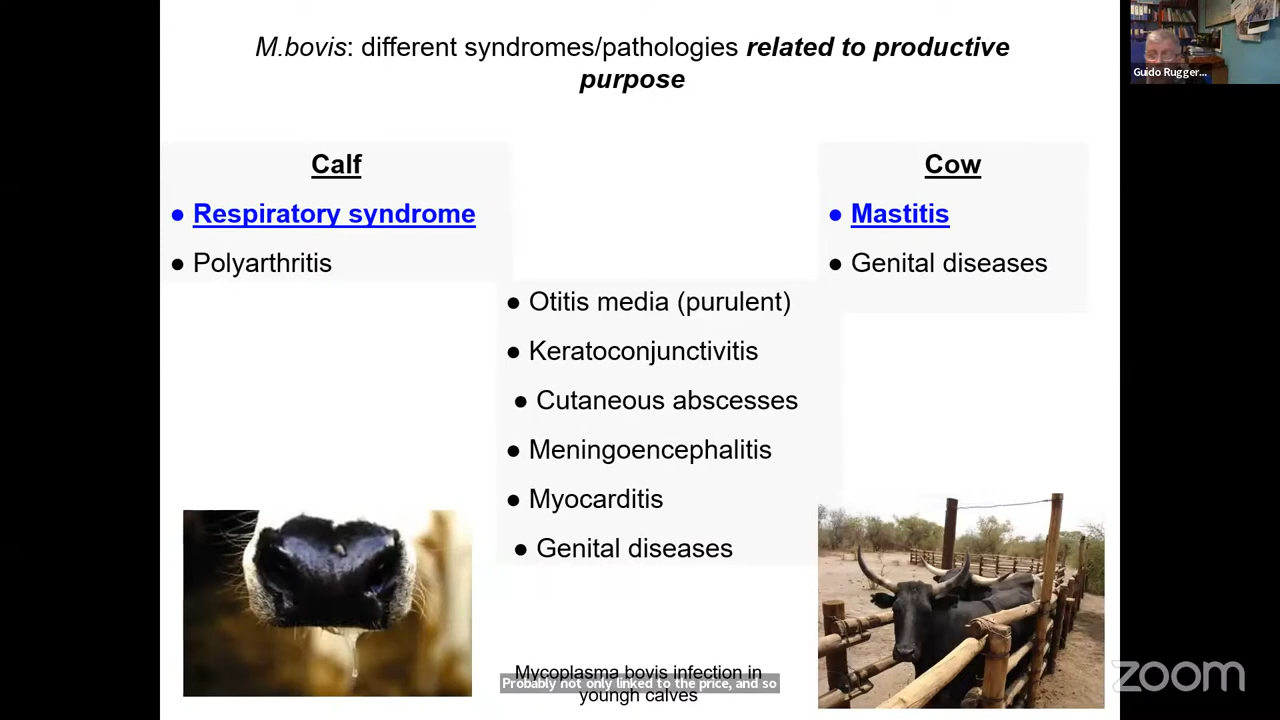 M.bovis: different syndromes/pathologies related to productive
purpose
Guido Rugger...
Calf
● Respiratory syndrome
● Polyarthritis
Cow
● Mastitis
● Genital diseases
● Otitis media (purulent)
● Keratoconjunctivitis
● Cutaneous abscesses
● Meningoencephalitis
● Myocarditis
● Genital diseases
Mycoplasma bovis infection in
Probably not only linked to the price, and so
youngh calves
zoom